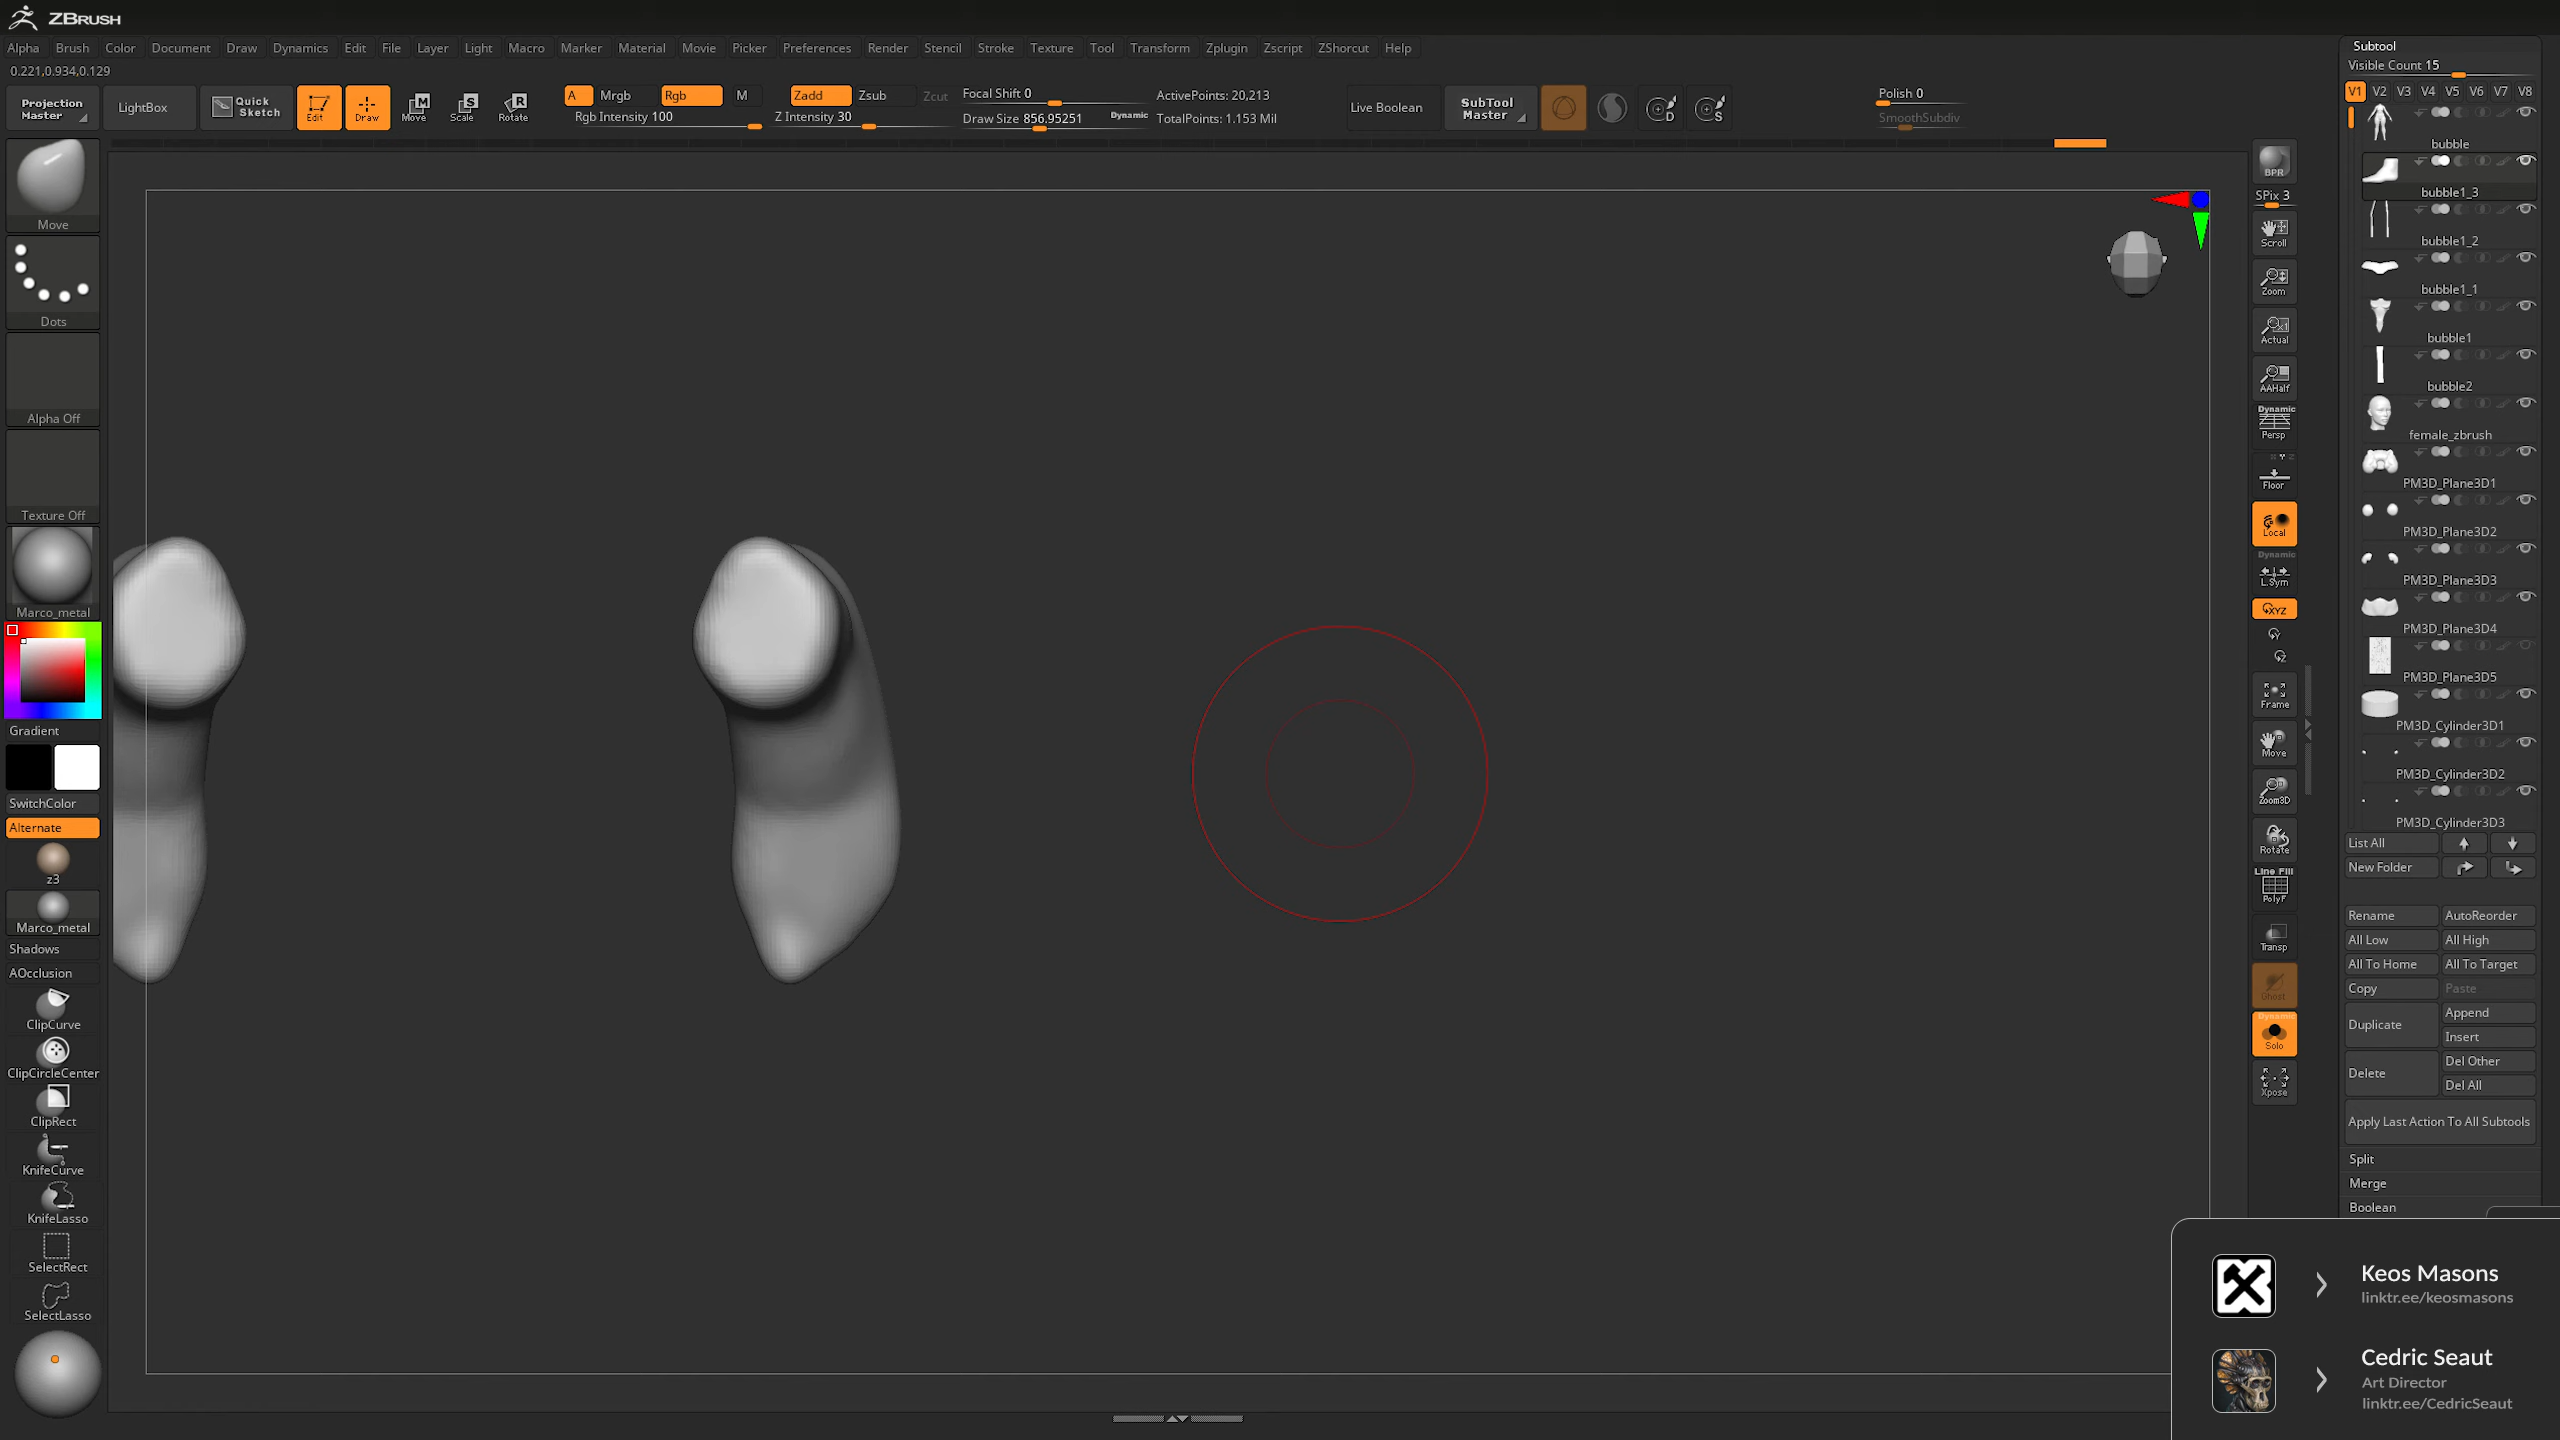 ZBRUSH
Alpha Brush Color Document Draw Dynamics Edit File Layer Light Macro Marker Material Movie Picker Preferences Render Stencil Stroke Texture Tool Transform Zplugin Zscript ZShorcut Help
0.221,0.934,0.129
Projection Master
LightBox
Quick Sketch
Edit
Draw
Move
Scale
Rotate
A Mrgb Rgb M
Rgb Intensity 100
Zadd Zsub Zcut
Z Intensity 30
Focal Shift 0
Draw Size 856.95251
Dynamic
ActivePoints: 20,213
TotalPoints: 1.153 Mil
Live Boolean
SubTool Master
Polish 0
SmoothSubdiv
Move
Dots
Alpha Off
Texture Off
Marco_metal
Gradient
SwitchColor
Alternate
z3
Marco_metal
Shadows
AOcclusion
ClipCurve
ClipCircleCenter
ClipRect
KnifeCurve
KnifeLasso
SelectRect
SelectLasso
BPR
SPix 3
Scroll
Zoom
Actual
AAHalf
Dynamic
Persp
Floor
Local
Dynamic
L.Sym
XYZ
Frame
Move
Zoom3D
Rotate
Line Fill
PolyF
Transp
Ghost
Dynamic
Solo
Xpose
Subtool
Visible Count 15
V1 V2 V3 V4 V5 V6 V7 V8
bubble
bubble1_3
bubble1_2
bubble1_1
bubble1
bubble2
female_zbrush
PM3D_Plane3D1
PM3D_Plane3D2
PM3D_Plane3D3
PM3D_Plane3D4
PM3D_Plane3D5
PM3D_Cylinder3D1
PM3D_Cylinder3D2
PM3D_Cylinder3D3
List All
New Folder
Rename AutoReorder
All Low All High
All To Home All To Target
Copy Paste
Duplicate Append
Insert
Delete Del Other
Del All
Apply Last Action To All Subtools
Split
Merge
Boolean
Keos Masons
linktr.ee/keosmasons
Cedric Seaut
Art Director
linktr.ee/CedricSeaut